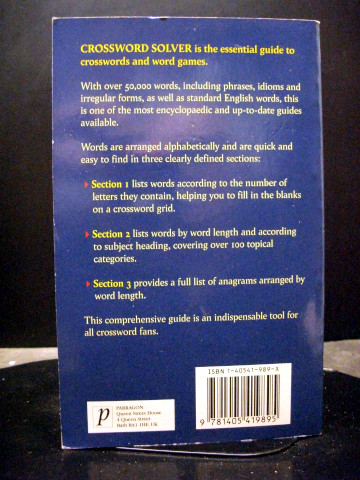 CROSSWORD SOLVER is the essential guide to
crosswords and word games.
With over 50,000 words, including phrases, idioms and
irregular forms, as well as standard English words, this
is one of the most encyclopaedic and up-to-date guides
available.
Words are arranged alphabetically and are quick and
easy to find in three clearly defined sections:
Section 1 lists words according to the number of
letters they contain, helping you to fill in the blanks
on a crossword grid.
Section 2 lists words by word length and according
to subject heading, covering over 100 topical
categories.
Section 3 provides a full list of anagrams arranged by
word length.
This comprehensive guide is an indispensable tool for
all crossword fans.
ISBN 1-40541-989-X
p
PARRAGON
Queen Street House
4 Queen Street
Bath BA1 1HE UK
9 781405 419895